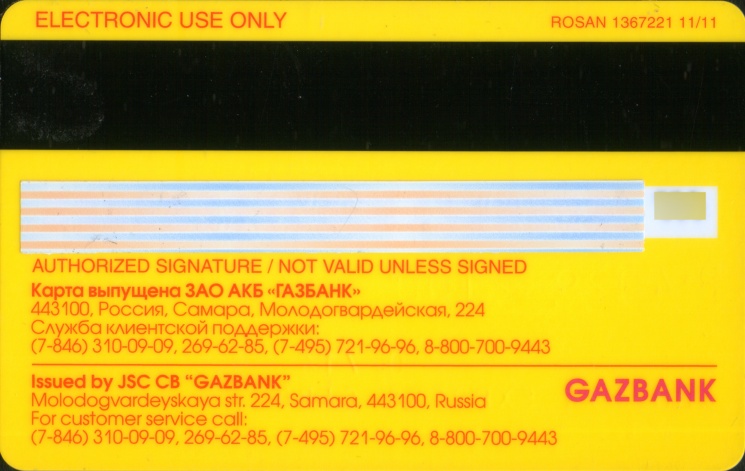 ELECTRONIC USE ONLY
ROSAN 1367221 11/11
AUTHORIZED SIGNATURE / NOT VALID UNLESS SIGNED
Карта выпущена ЗАО АКБ «ГАЗБАНК»
443100, Россия, Самара, Молодогвардейская, 224
Служба клиентской поддержки:
(7-846) 310-09-09, 269-62-85, (7-495) 721-96-96, 8-800-700-9443
Issued by JSC CB "GAZBANK"
GAZBANK
Molodogvardeyskaya str. 224, Samara, 443100, Russia
For customer service call:
(7-846) 310-09-09, 269-62-85, (7-495) 721-96-96, 8-800-700-9443